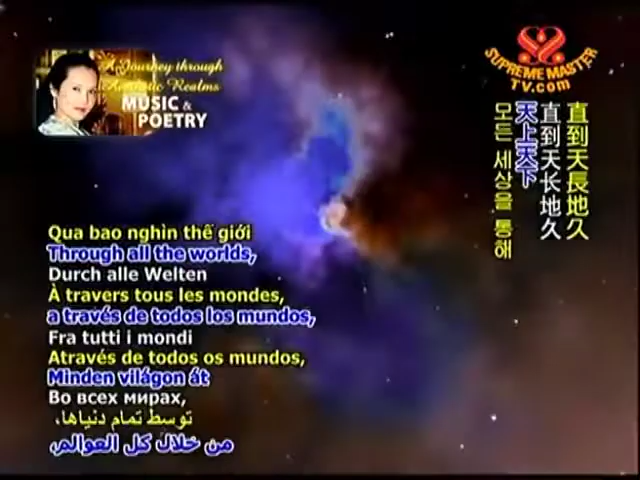 A Journey through
Aesthetic Realms
MUSIC &
POETRY
SUPREME MASTER
TV.com
直到天長地久
直到天长地久
天上天下
모든 세상을 통해
Qua bao nghìn thế giới
Through all the worlds,
Durch alle Welten
À travers tous les mondes,
a través de todos los mundos,
Fra tutti i mondi
Através de todos os mundos,
Minden világon át
Во всех мирах,
توسط تمام دنیاها،
من خلال كل العوالم،